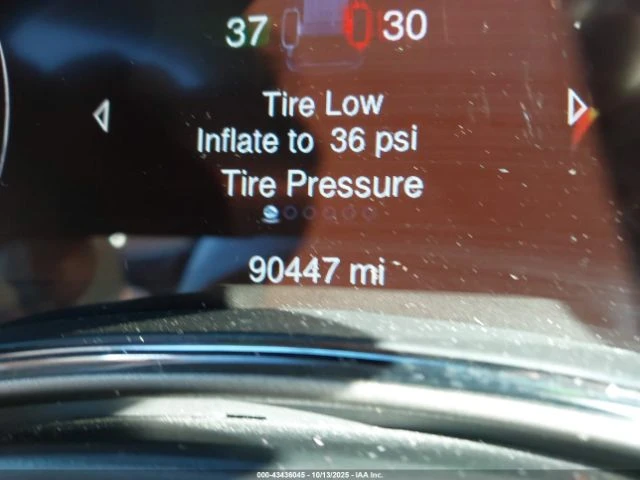 37 30
Tire Low
Inflate to 36 psi
Tire Pressure
90447 mi
000-43436045 - 10/13/2025 - IAA Inc.